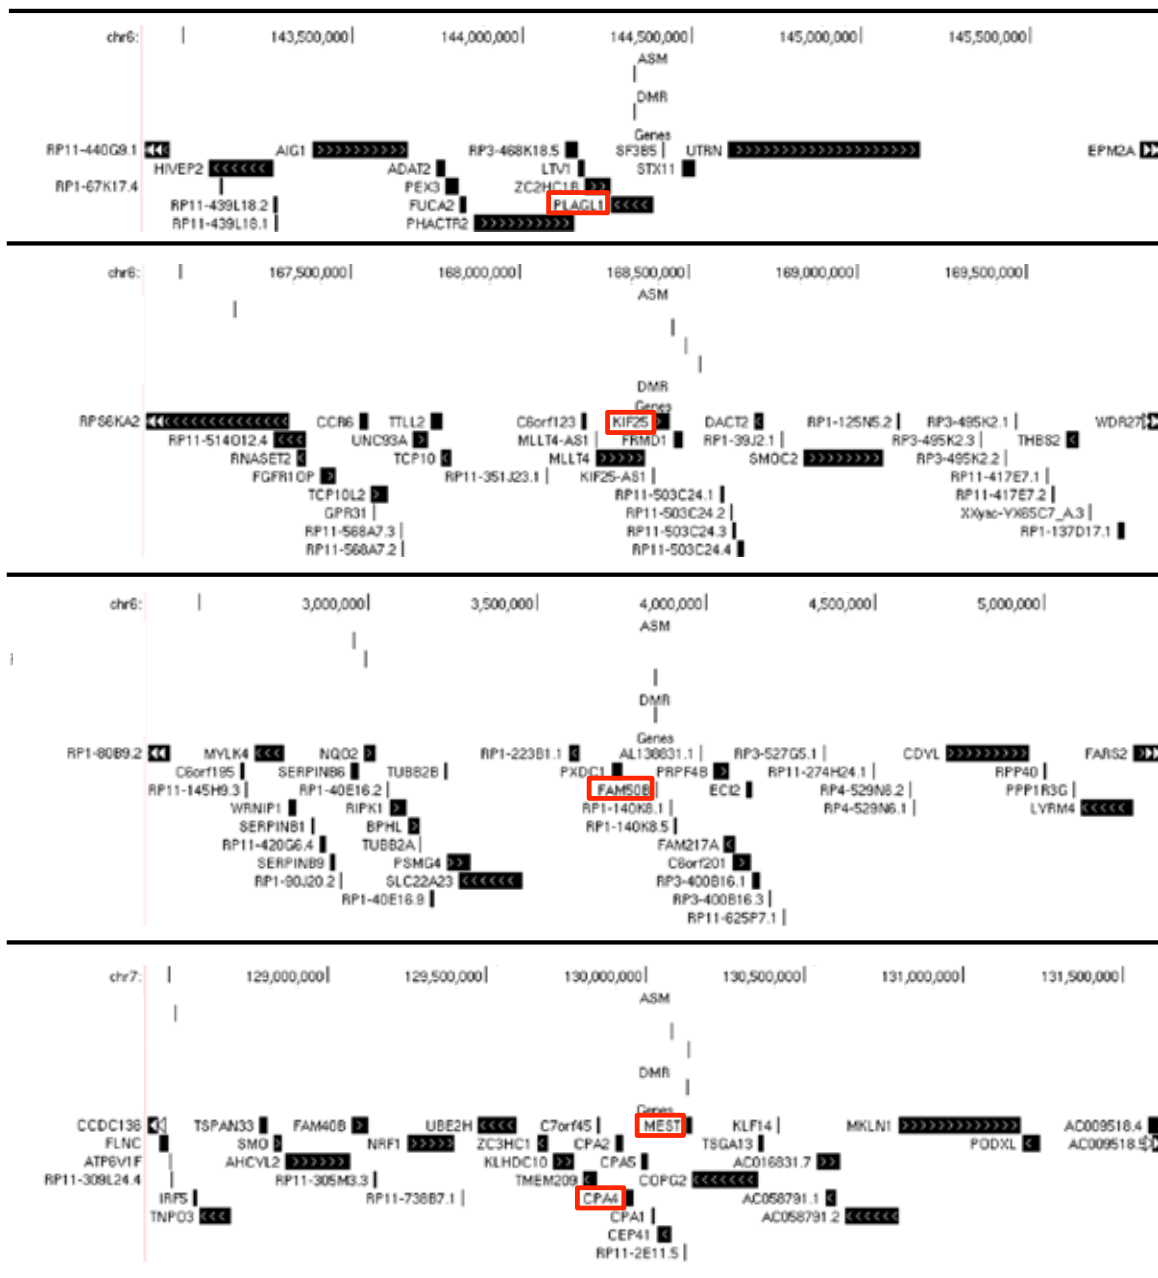 chr6: 143,500,000 144,000,000 144,500,000 145,000,000 145,500,000
ASM
DMR
Genes
RP11-440G9.1 AIG1 RP3-468K18.5 SF3B5 UTRN EPM2A
HIVEP2 ADAT2 LTV1 STX11
RP1-67K17.4 PEX3 ZC2HC1B
RP11-439L18.2 FUCA2 PLAGL1
RP11-439L18.1 PHACTR2
chr6: 167,500,000 168,000,000 168,500,000 169,000,000 169,500,000
ASM
DMR
Genes
RPS6KA2 CCR6 TTLL2 C6orf123 KIF25 DACT2 RP1-125N5.2 RP3-495K2.1 WDR27
RP11-514O12.4 UNC93A MLLT4-AS1 FRMD1 RP1-39J2.1 RP3-495K2.3 THBS2
RNASET2 TCP10 MLLT4 SMOC2 RP3-495K2.2
FGFR1OP RP11-351J23.1 KIF25-AS1 RP11-417E7.1
TCP10L2 RP11-503C24.1 RP11-417E7.2
GPR31 RP11-503C24.2 XXyac-YX65C7_A.3
RP11-568A7.3 RP11-503C24.3 RP1-137D17.1
RP11-568A7.2 RP11-503C24.4
chr6: 3,000,000 3,500,000 4,000,000 4,500,000 5,000,000
ASM
DMR
Genes
RP1-80B9.2 MYLK4 NQO2 RP1-223B1.1 AL138831.1 RP3-527G5.1 CDYL FARS2
C6orf195 SERPINB6 TUBB2B PXDC1 PRPF4B RP11-274H24.1 RPP40
RP11-145H9.3 RP1-40E16.2 FAM50B ECI2 RP4-529N6.2 PPP1R3G
WRNIP1 RIPK1 RP1-140K8.1 RP4-529N6.1 LYRM4
SERPINB1 BPHL RP1-140K8.5
RP11-420G6.4 TUBB2A FAM217A
SERPINB9 PSMG4 C6orf201
RP1-90J20.2 SLC22A23 RP3-400B16.1
RP1-40E16.9 RP3-400B16.3
RP11-625P7.1
chr7: 129,000,000 129,500,000 130,000,000 130,500,000 131,000,000 131,500,000
ASM
DMR
Genes
CCDC136 TSPAN33 FAM40B UBE2H C7orf45 MEST KLF14 MKLN1 AC009518.4
FLNC SMO NRF1 ZC3HC1 CPA2 TSGA13 PODXL AC009518.5
ATP6V1F AHCYL2 KLHDC10 CPA5 AC016831.7
RP11-309L24.4 RP11-305M3.3 TMEM209 COPG2
IRF5 RP11-738B7.1 CPA4 AC058791.1
TNPO3 CPA1 AC058791.2
CEP41
RP11-2E11.5